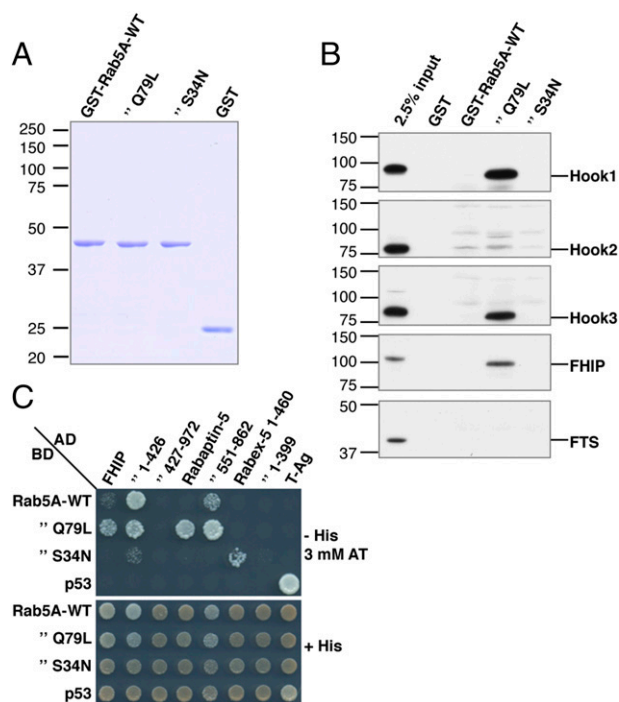 A
GST-Rab5A-WT
” Q79L
” S34N
GST
250
150
100
75
50
37
25
20
B
2.5% input
GST
GST-Rab5A-WT
” Q79L
” S34N
150
100
75
Hook1
150
100
75
Hook2
150
100
75
Hook3
150
100
75
FHIP
50
37
FTS
C
AD
BD
FHIP
” 1-426
” 427-972
Rabaptin-5
” 551-862
Rabex-5 1-460
” 1-399
T-Ag
Rab5A-WT
” Q79L
” S34N
p53
- His
3 mM AT
Rab5A-WT
” Q79L
” S34N
p53
+ His